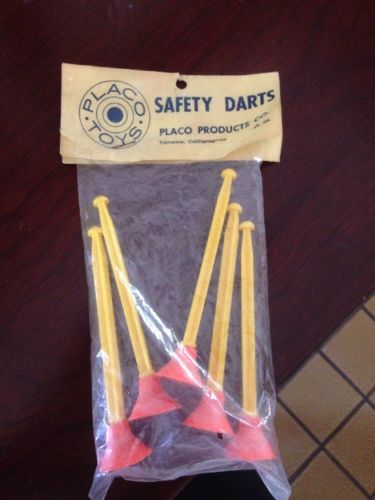 PLACO
TOYS
SAFETY DARTS
PLACO PRODUCTS CO.
Torrance, California